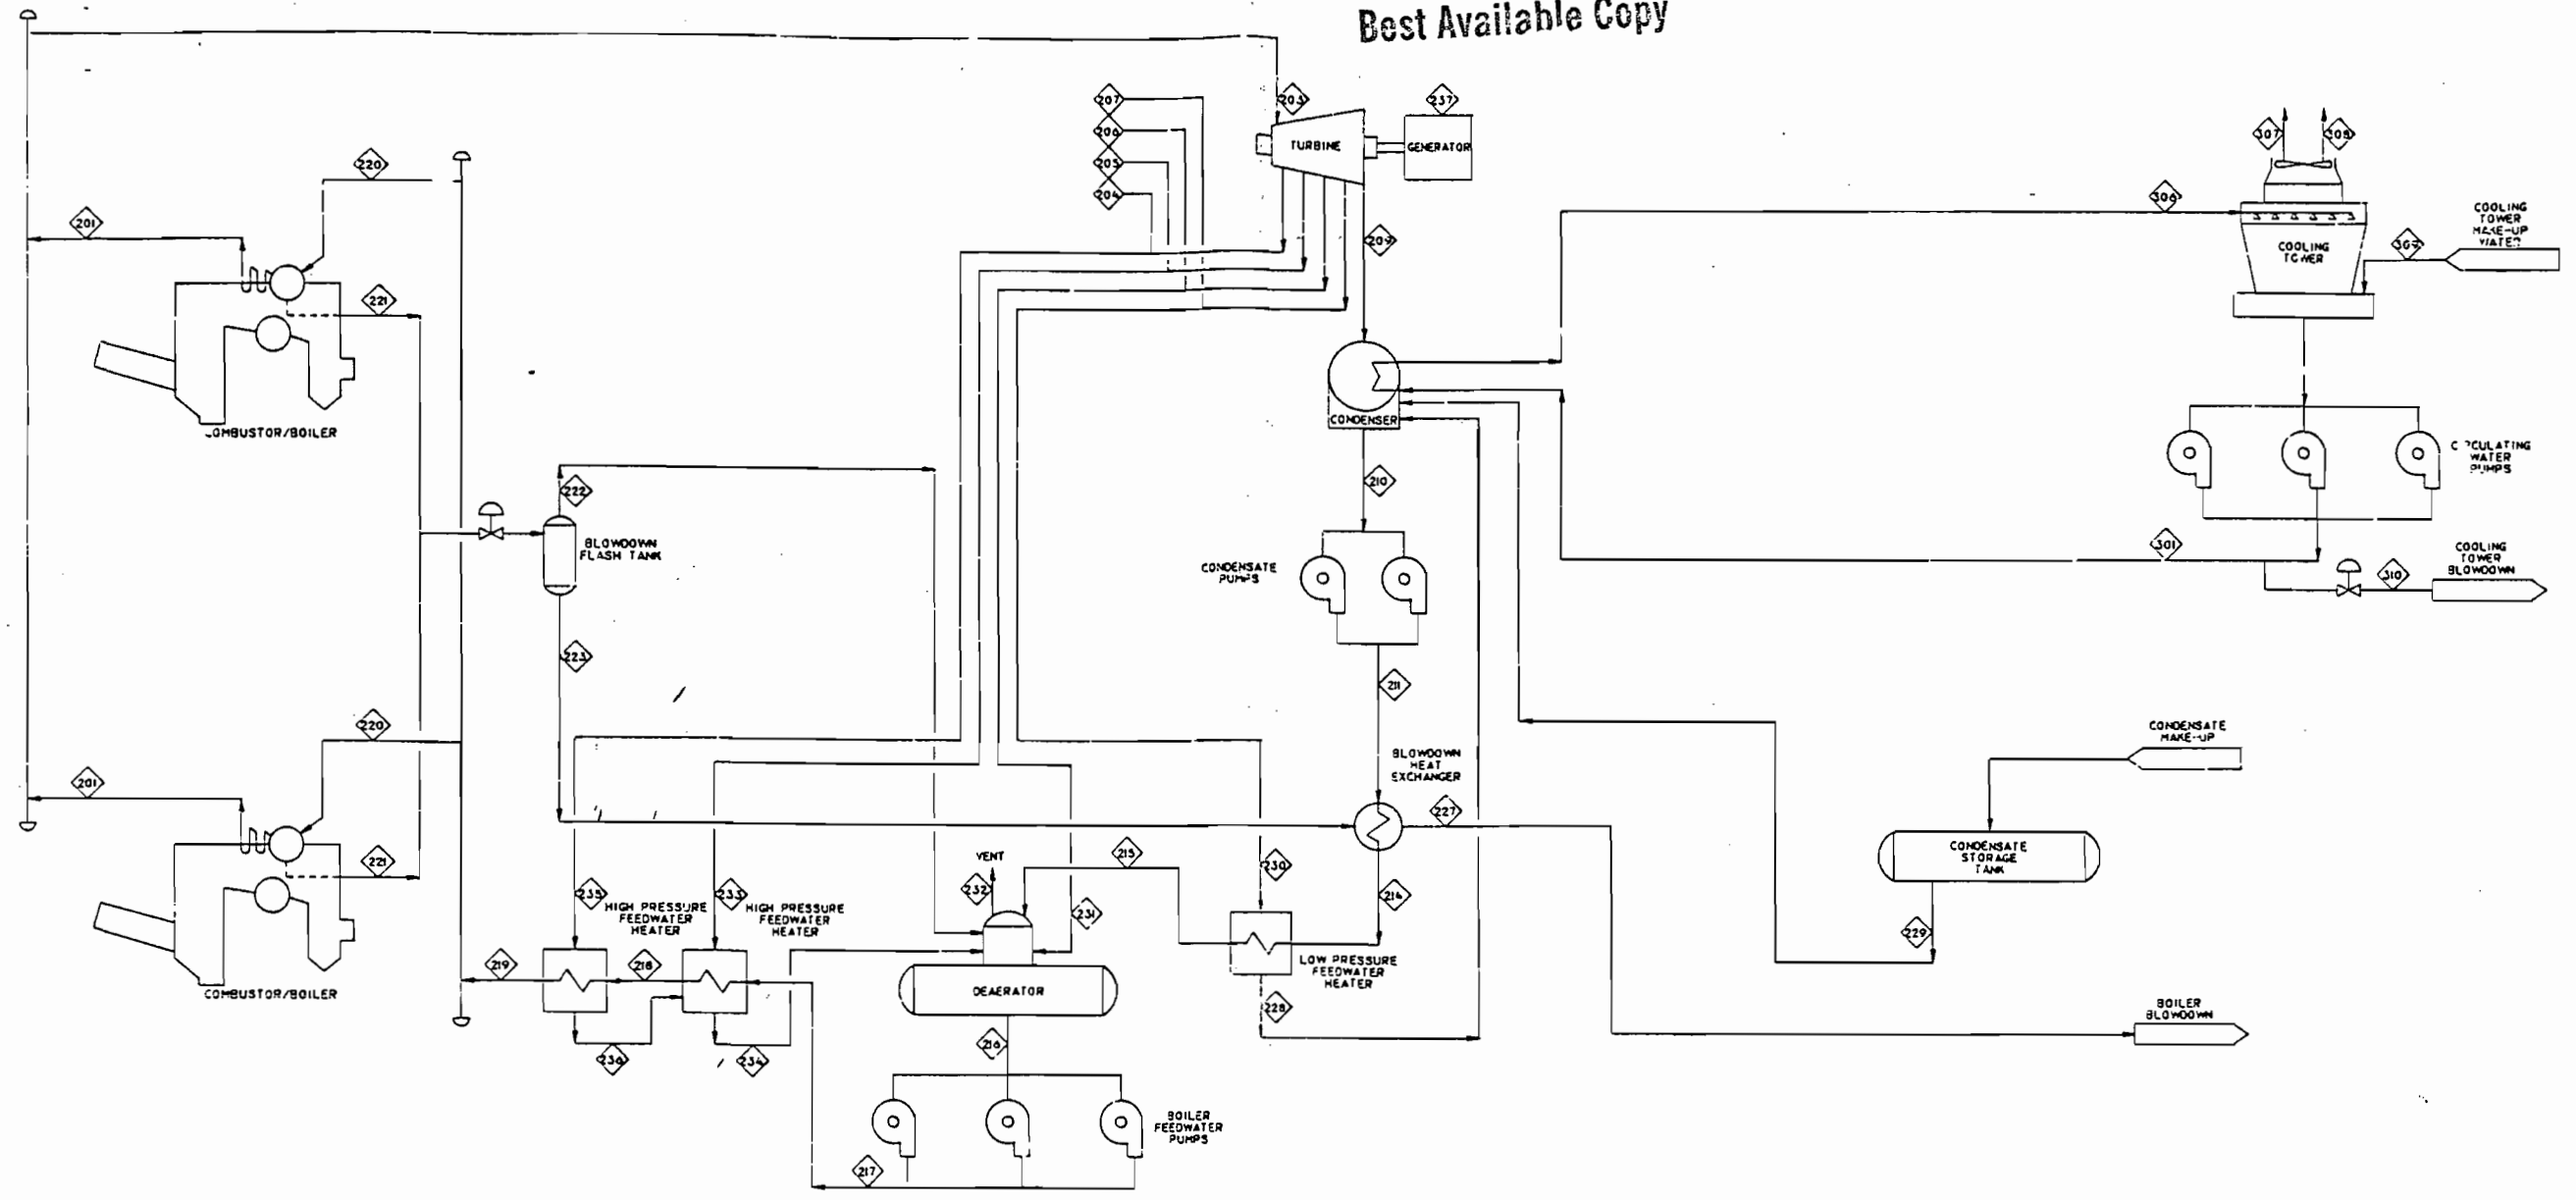 Best Available Copy
207
206
205
204
203
TURBINE
237
GENERATOR
307
308
306
COOLING
TOWER
COOLING
TOWER
MAKE-UP
WATER
309
220
201
221
COMBUSTOR/BOILER
209
CONDENSER
210
CIRCULATING
WATER
PUMPS
222
BLOWDOWN
FLASH TANK
223
CONDENSATE
PUMPS
301
310
COOLING
TOWER
BLOWDOWN
211
220
201
221
COMBUSTOR/BOILER
BLOWDOWN
HEAT
EXCHANGER
227
CONDENSATE
MAKE-UP
CONDENSATE
STORAGE
TANK
229
VENT
232
215
230
214
231
235
HIGH PRESSURE
FEEDWATER
HEATER
233
HIGH PRESSURE
FEEDWATER
HEATER
219
218
236
234
DEAERATOR
LOW PRESSURE
FEEDWATER
HEATER
228
BOILER
BLOWDOWN
216
BOILER
FEEDWATER
PUMPS
217